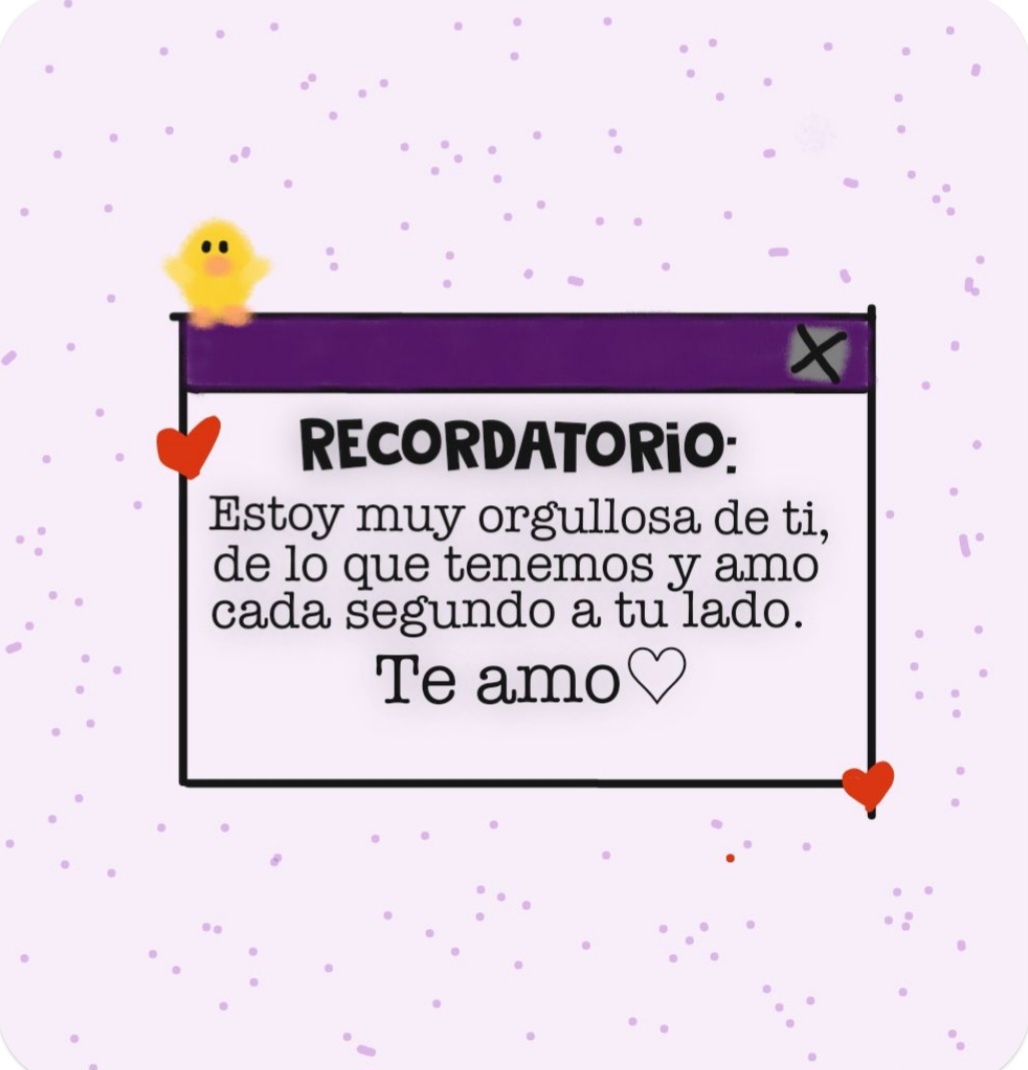 RECORDATORiO:
Estoy muy orgullosa de ti,
de lo que tenemos y amo
cada segundo a tu lado.
Te amo♡